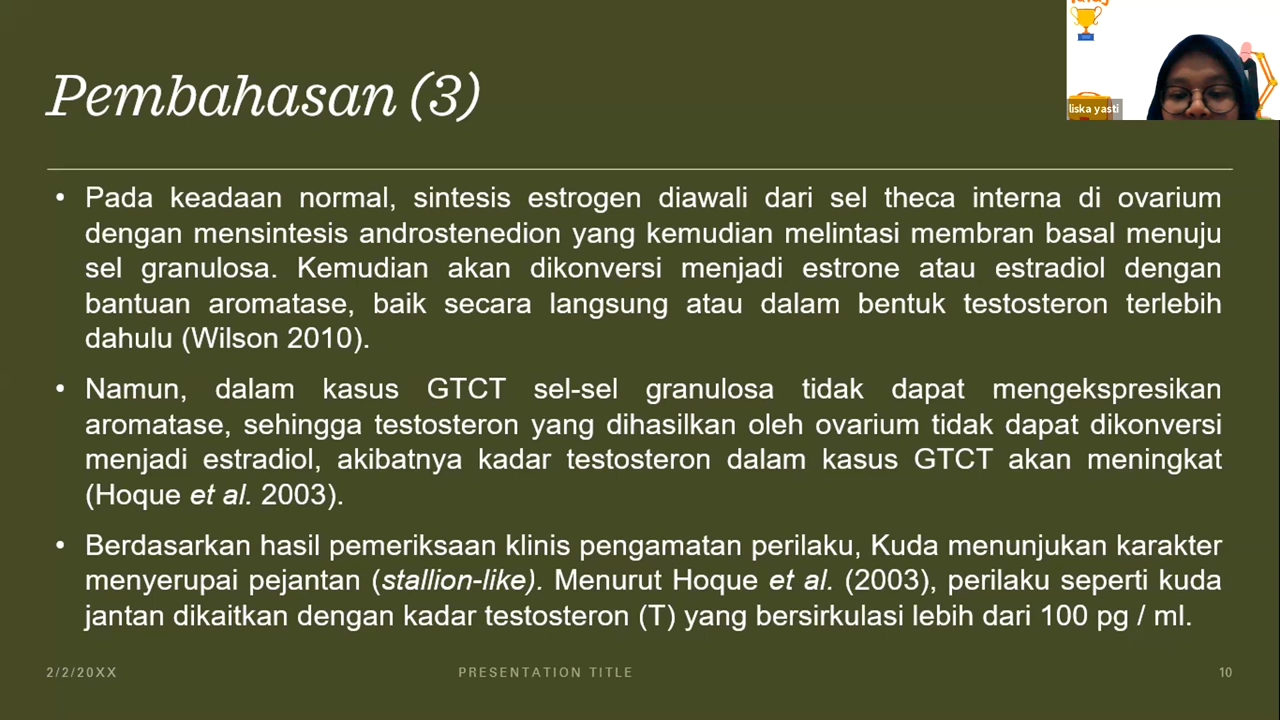 Pembahasan (3)
liska yasti
• Pada keadaan normal, sintesis estrogen diawali dari sel theca interna di ovarium
dengan mensintesis androstenedion yang kemudian melintasi membran basal menuju
sel granulosa. Kemudian akan dikonversi menjadi estrone atau estradiol dengan
bantuan aromatase, baik secara langsung atau dalam bentuk testosteron terlebih
dahulu (Wilson 2010).
• Namun, dalam kasus GTCT sel-sel granulosa tidak dapat mengekspresikan
aromatase, sehingga testosteron yang dihasilkan oleh ovarium tidak dapat dikonversi
menjadi estradiol, akibatnya kadar testosteron dalam kasus GTCT akan meningkat
(Hoque et al. 2003).
• Berdasarkan hasil pemeriksaan klinis pengamatan perilaku, Kuda menunjukan karakter
menyerupai pejantan (stallion-like). Menurut Hoque et al. (2003), perilaku seperti kuda
jantan dikaitkan dengan kadar testosteron (T) yang bersirkulasi lebih dari 100 pg / ml.
2/2/20XX
PRESENTATION TITLE
10